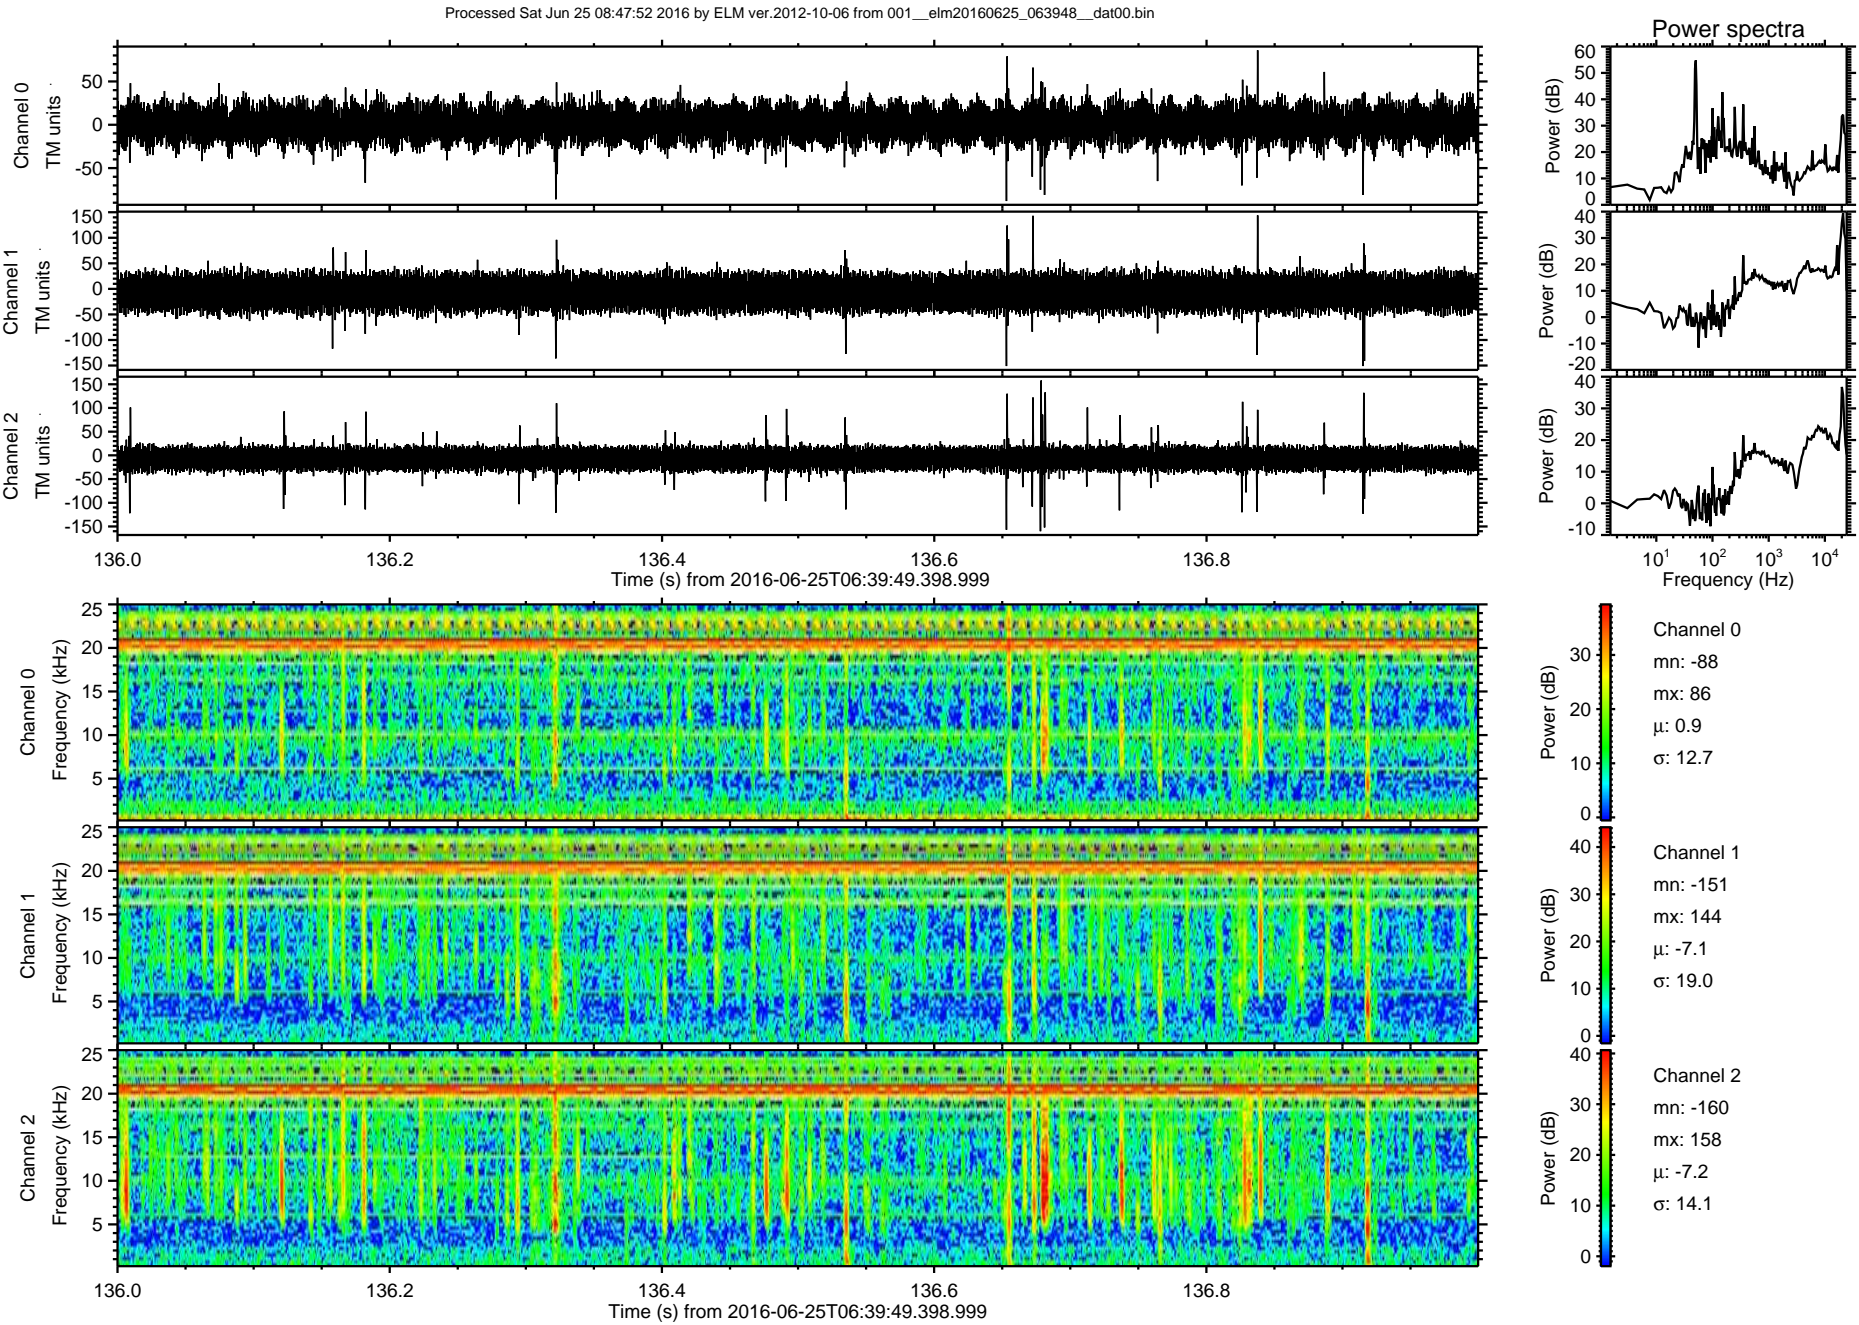 Processed Sat Jun 25 08:47:52 2016 by ELM ver.2012-10-06 from 001__elm20160625_063948__dat00.bin
Power spectra
Channel 0
TM units
50
0
-50
Power (dB)
60
50
40
30
20
10
0
Channel 1
TM units
150
100
50
0
-50
-100
-150
Power (dB)
40
30
20
10
0
-10
-20
Channel 2
TM units
150
100
50
0
-50
-100
-150
Power (dB)
40
30
20
10
0
-10
136.0 136.2 136.4 136.6 136.8
Time (s) from 2016-06-25T06:39:49.398.999
10^1 10^2 10^3 10^4
Frequency (Hz)
Channel 0
Frequency (kHz)
25
20
15
10
5
Power (dB)
30
20
10
0
Channel 0
mn: -88
mx: 86
µ: 0.9
σ: 12.7
Channel 1
Frequency (kHz)
25
20
15
10
5
Power (dB)
40
30
20
10
0
Channel 1
mn: -151
mx: 144
µ: -7.1
σ: 19.0
Channel 2
Frequency (kHz)
25
20
15
10
5
Power (dB)
40
30
20
10
0
Channel 2
mn: -160
mx: 158
µ: -7.2
σ: 14.1
136.0 136.2 136.4 136.6 136.8
Time (s) from 2016-06-25T06:39:49.398.999